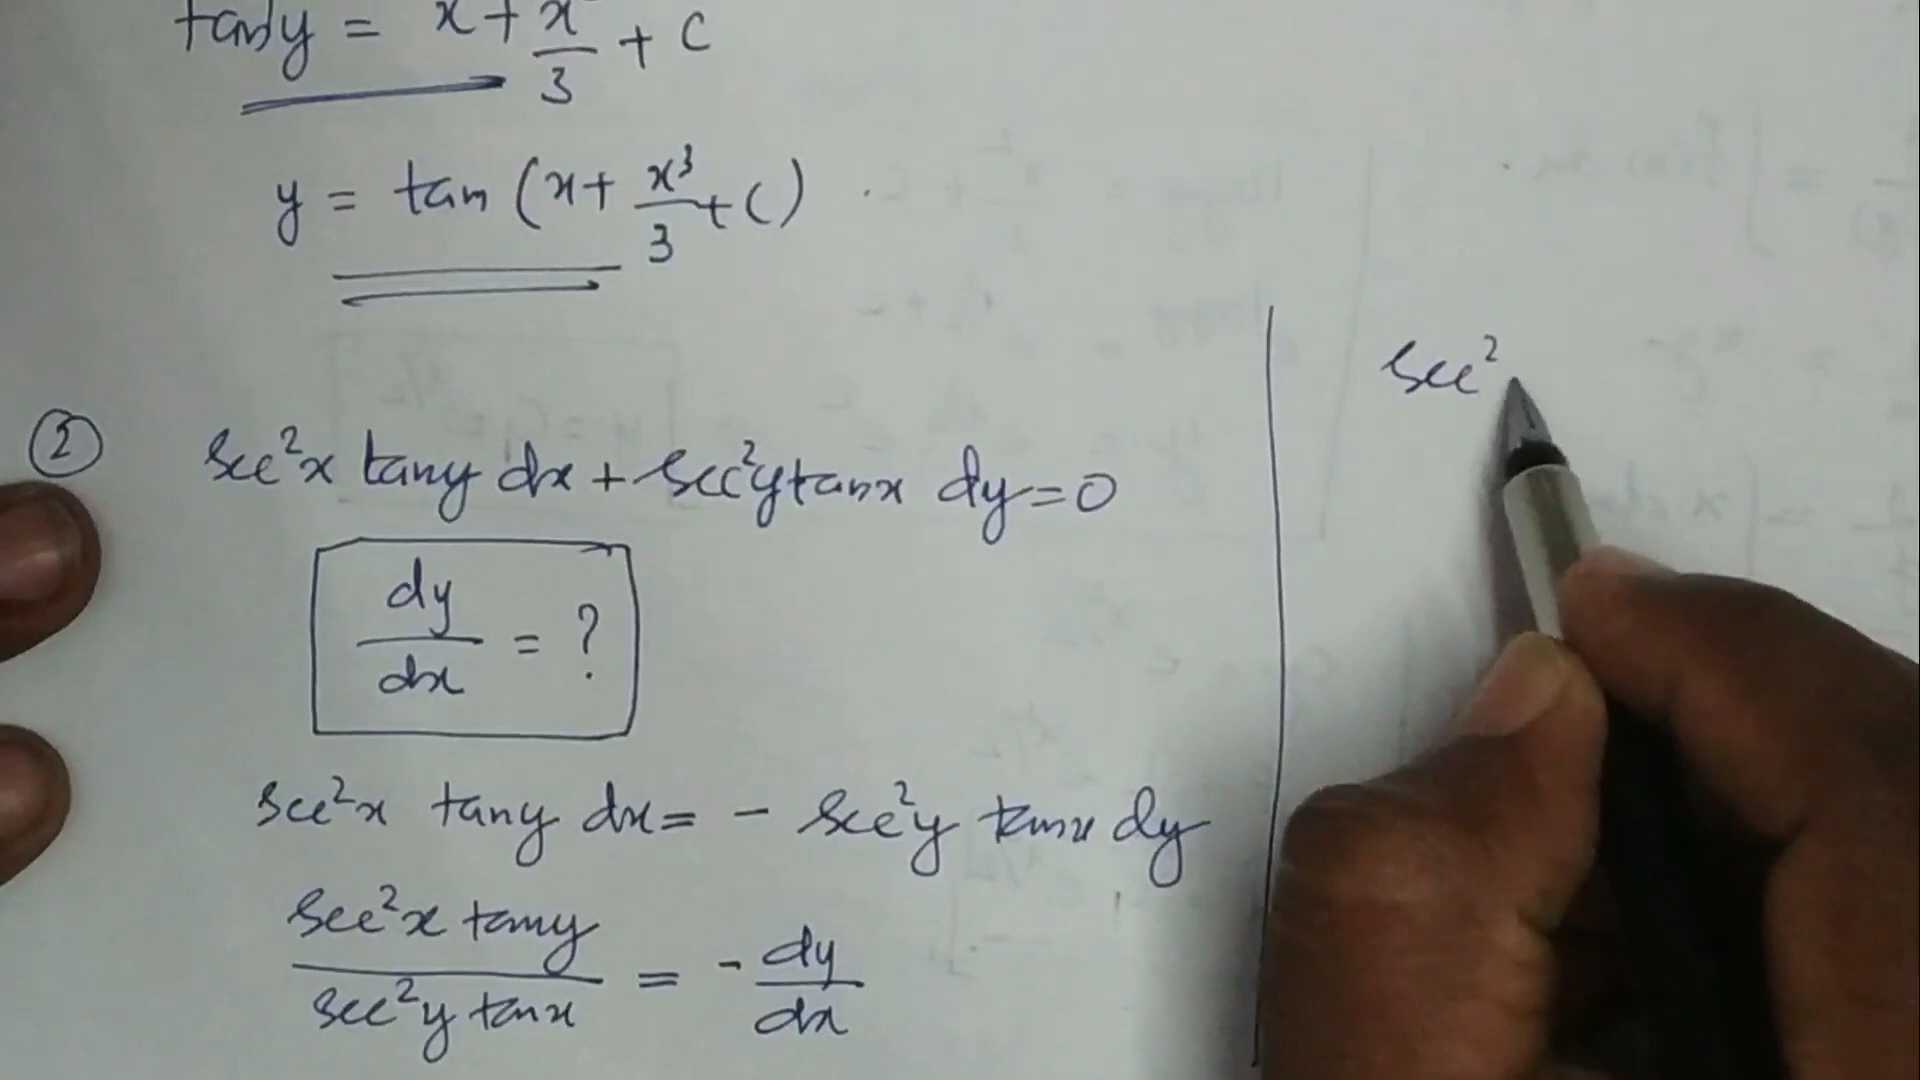 tan⁻¹y = x + x/3 + C
y = tan (x + x³/3 + C)
② sec²x tany dx + sec²y tanx dy = 0
dy/dx = ?
sec²x tany dx = - sec²y tanx dy
sec²x tany / sec²y tanx = - dy/dx
sec²